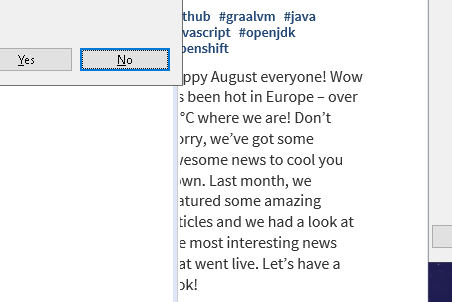 Yes No
thub #graalvm #java
vascript #openjdk
penshift
ppy August everyone! Wow
s been hot in Europe – over
°C where we are! Don’t
orry, we’ve got some
wesome news to cool you
own. Last month, we
atured some amazing
ticles and we had a look at
e most interesting news
at went live. Let’s have a
ok!